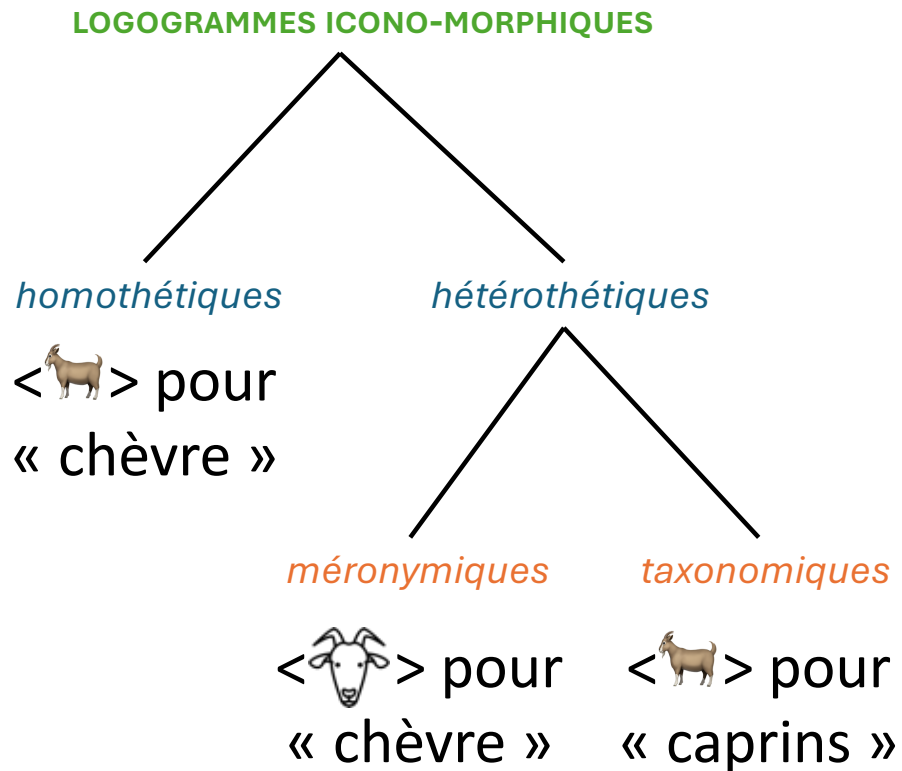 LOGOGRAMMES ICONO-MORPHIQUES
homothétiques
hétérothétiques
<🐐> pour
« chèvre »
méronymiques
taxonomiques
< > pour
« chèvre »
<🐐> pour
« caprins »